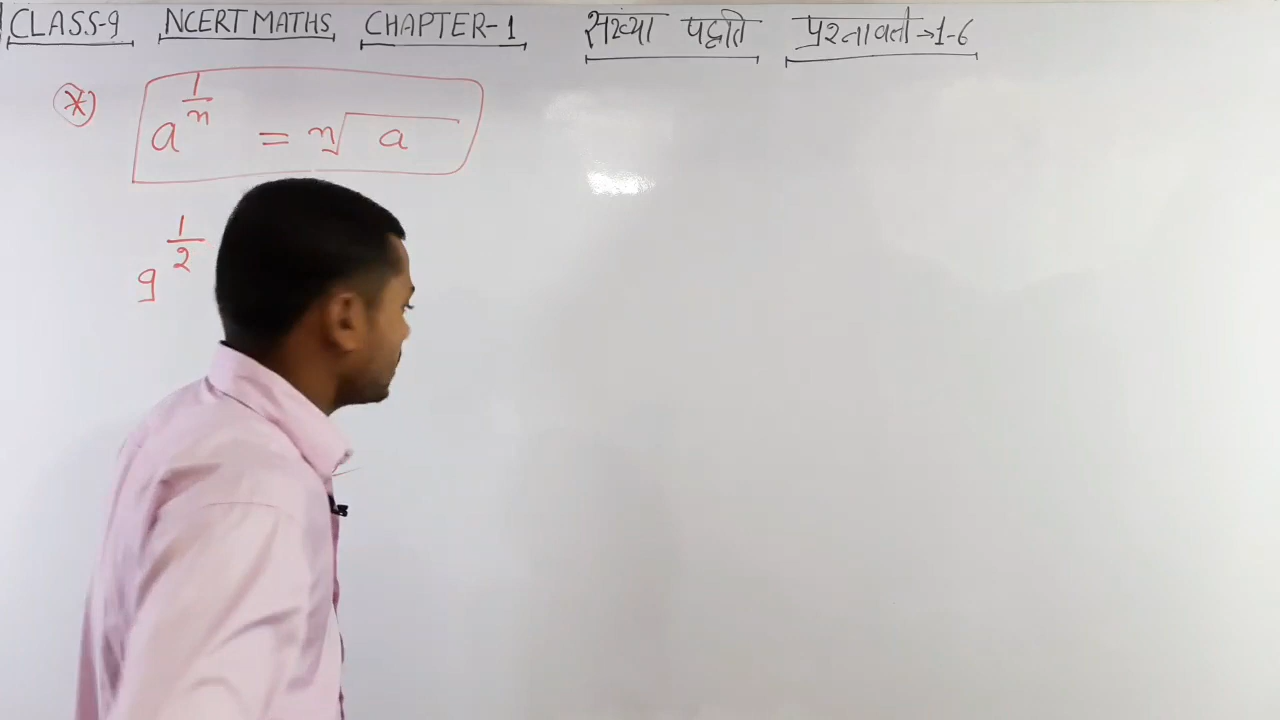 CLASS-9 NCERT MATHS CHAPTER-1 संख्या पद्धति प्रश्नावली→1-6
* a^{1/n} = ⁿ√a
9^{1/2}